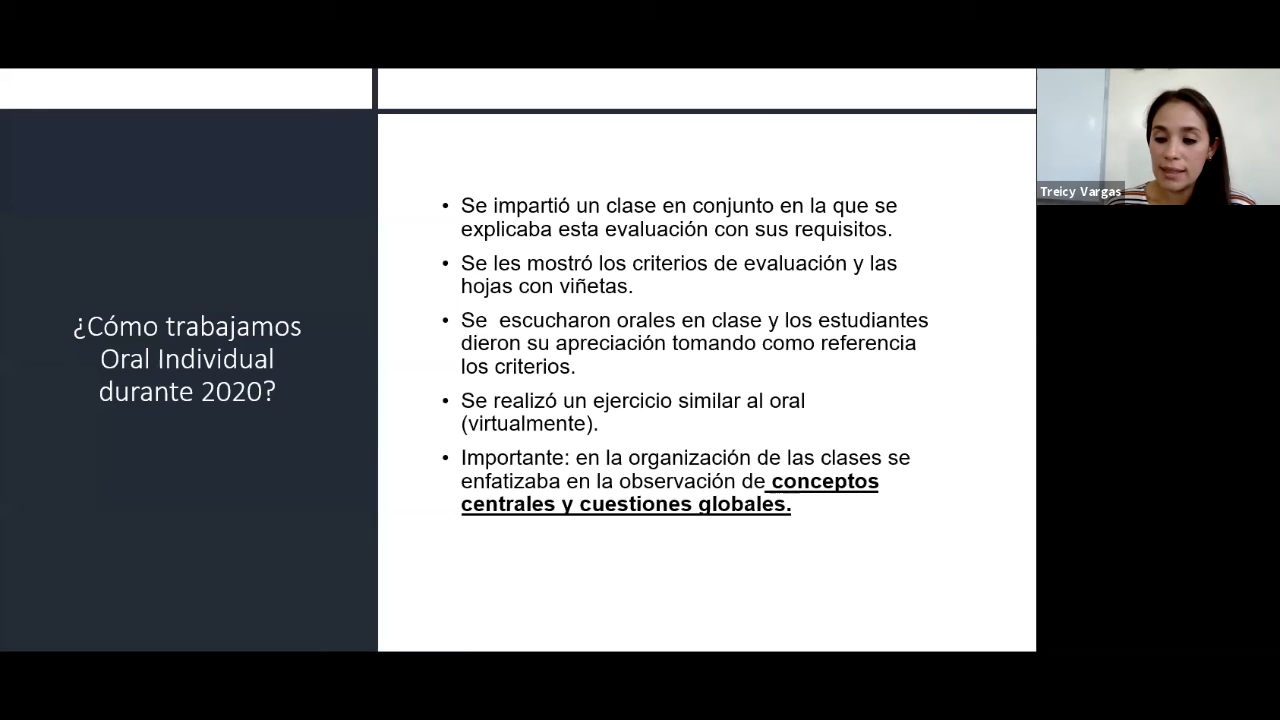 ¿Cómo trabajamos
Oral Individual
durante 2020?
• Se impartió un clase en conjunto en la que se
explicaba esta evaluación con sus requisitos.
• Se les mostró los criterios de evaluación y las
hojas con viñetas.
• Se escucharon orales en clase y los estudiantes
dieron su apreciación tomando como referencia
los criterios.
• Se realizó un ejercicio similar al oral
(virtualmente).
• Importante: en la organización de las clases se
enfatizaba en la observación de conceptos
centrales y cuestiones globales.
Treicy Vargas